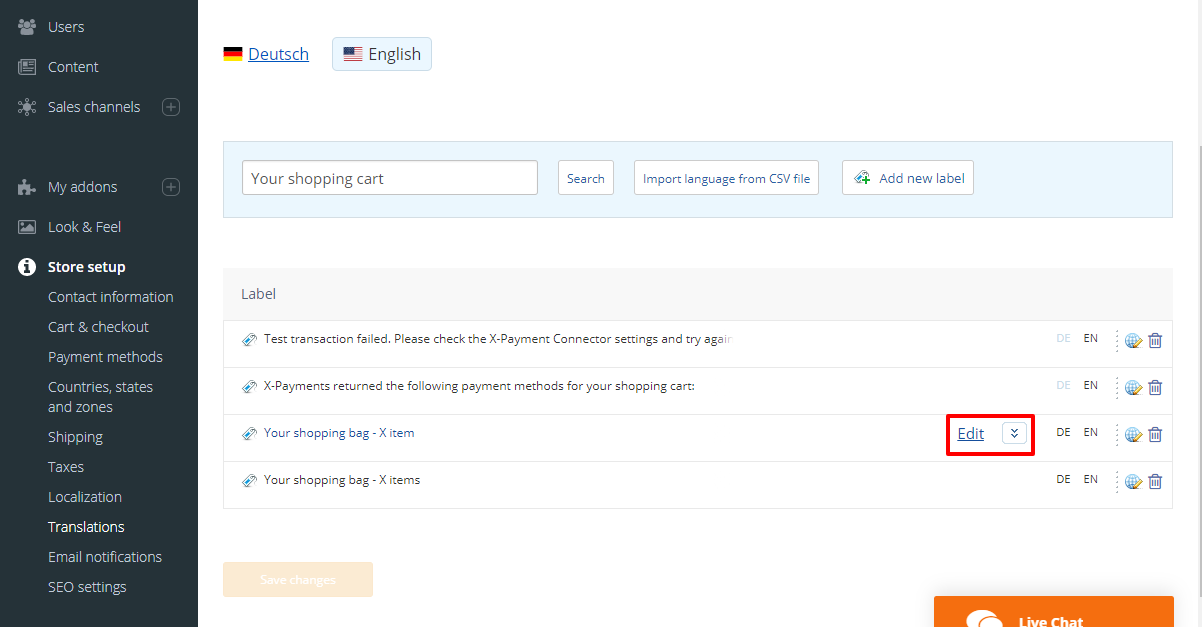 Users
Content
Sales channels
My addons
Look & Feel
Store setup
Contact information
Cart & checkout
Payment methods
Countries, states
and zones
Shipping
Taxes
Localization
Translations
Email notifications
SEO settings
Deutsch English
Your shopping cart Search Import language from CSV file Add new label
Label
Test transaction failed. Please check the X-Payment Connector settings and try again DE EN
X-Payments returned the following payment methods for your shopping cart: DE EN
Your shopping bag - X item Edit DE EN
Your shopping bag - X items DE EN
Save changes
Live Chat